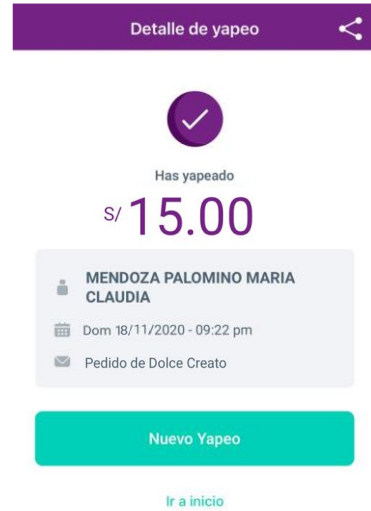 Detalle de yapeo
Has yapeado
S/ 15.00
MENDOZA PALOMINO MARIA
CLAUDIA
Dom 18/11/2020 - 09:22 pm
Pedido de Dolce Creato
Nuevo Yapeo
Ir a inicio